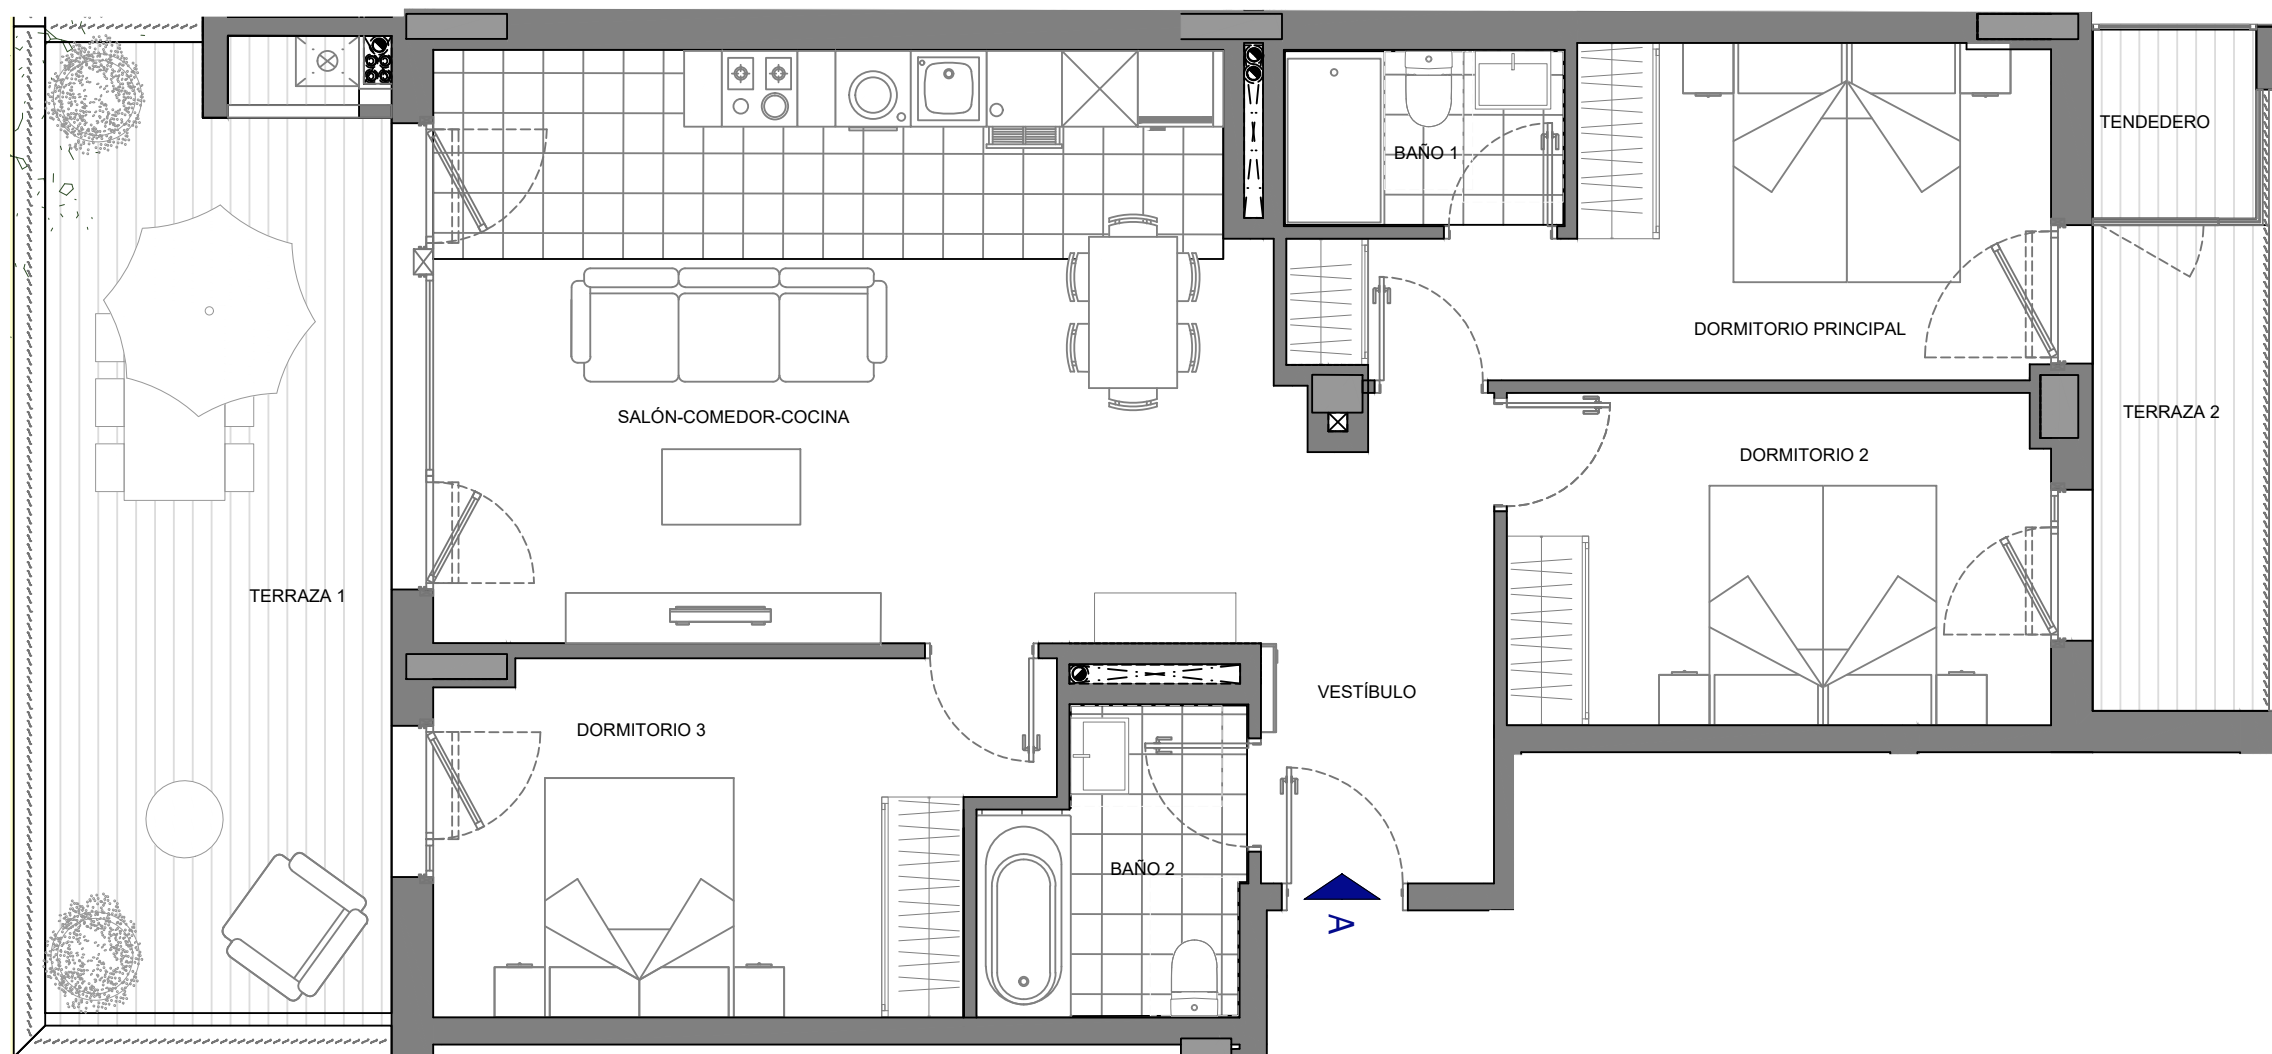 TENDEDERO
BAÑO 1
DORMITORIO PRINCIPAL
SALÓN-COMEDOR-COCINA
TERRAZA 2
DORMITORIO 2
TERRAZA 1
VESTÍBULO
DORMITORIO 3
BAÑO 2
A